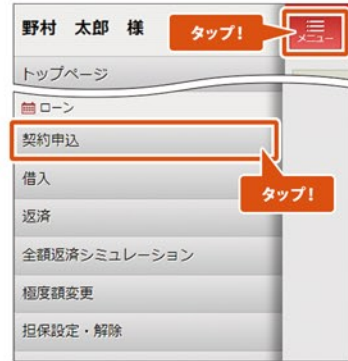 野村 太郎 様
タップ!
メニュー
トップページ
ローン
契約申込
借入
タップ!
返済
全額返済シミュレーション
極度額変更
担保設定・解除